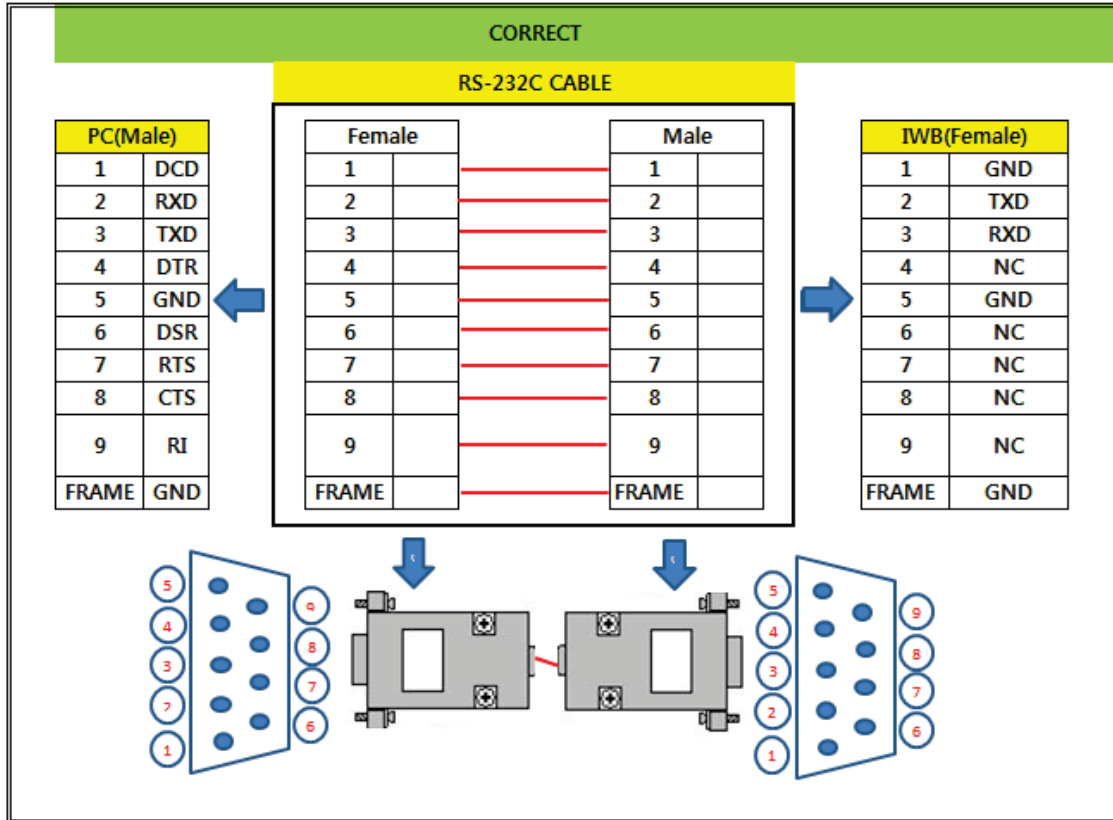 CORRECT
RS-232C CABLE
PC(Male)
1 DCD
2 RXD
3 TXD
4 DTR
5 GND
6 DSR
7 RTS
8 CTS
9 RI
FRAME GND
Female
1
2
3
4
5
6
7
8
9
FRAME
Male
1
2
3
4
5
6
7
8
9
FRAME
IWB(Female)
1 GND
2 TXD
3 RXD
4 NC
5 GND
6 NC
7 NC
8 NC
9 NC
FRAME GND
5
9
4
8
3
7
2
6
1
5
9
4
8
3
7
2
6
1